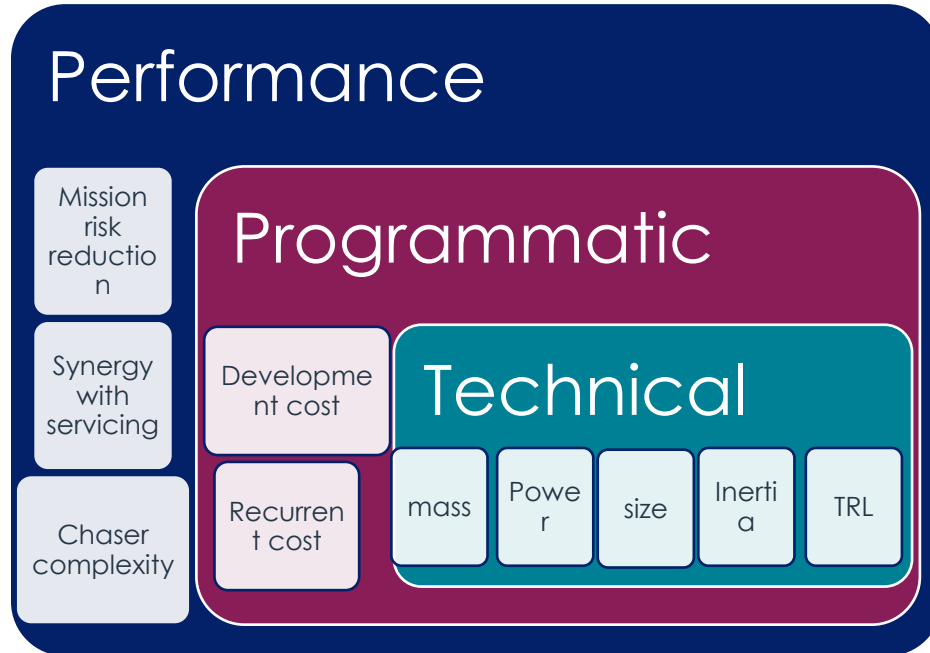 Performance
Mission
risk
reductio
n
Synergy
with
servicing
Chaser
complexity
Programmatic
Developme
nt cost
Recurren
t cost
Technical
mass
Powe
r
size
Inerti
a
TRL